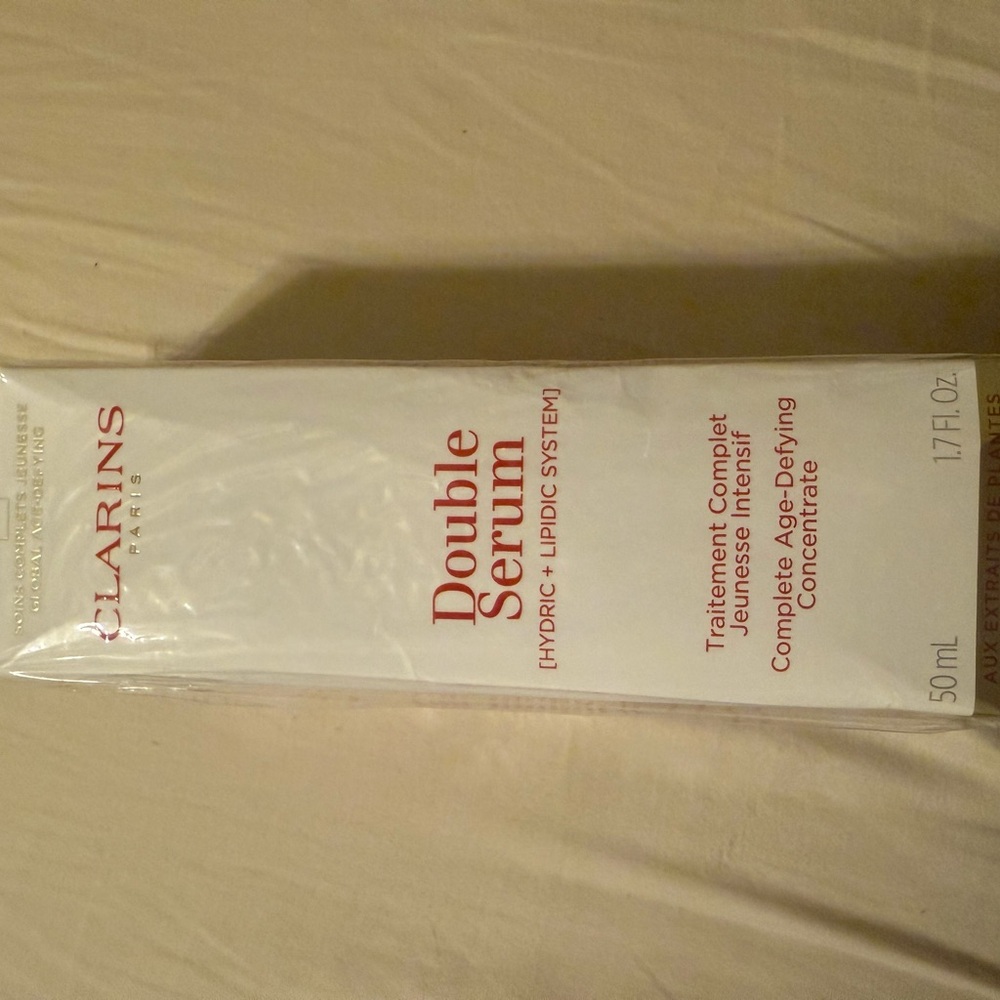 SOINS COMPLETS JEUNESSE
GLOBAL AGE-DEFYING
CLARINS
PARIS
Double
Serum
[HYDRIC + LIPIDIC SYSTEM]
Traitement Complet
Jeunesse Intensif
Complete Age-Defying
Concentrate
50 mL 1.7 Fl. Oz.
AUX EXTRAITS DE PLANTES